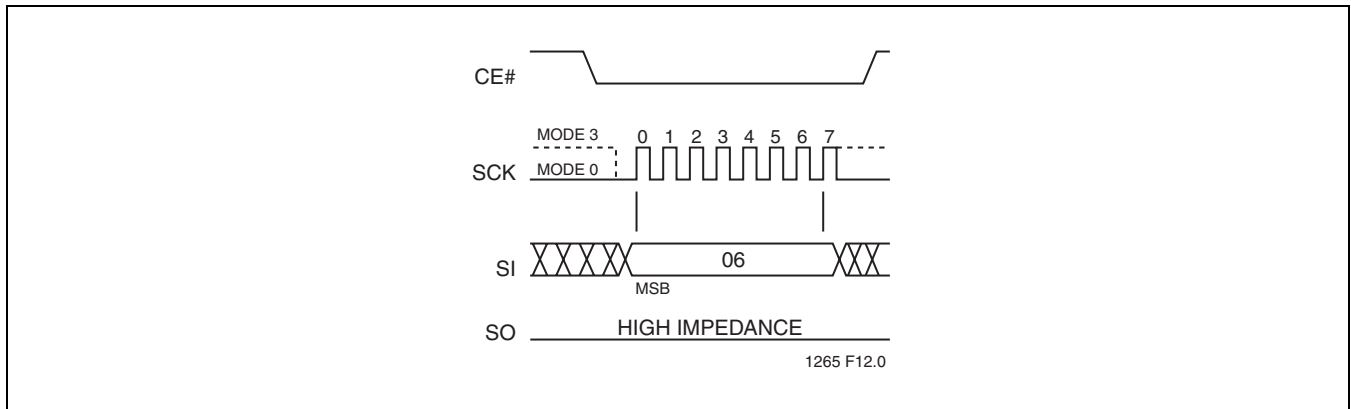 CE#
MODE 3
0 1 2 3 4 5 6 7
SCK
MODE 0
SI
06
MSB
SO
HIGH IMPEDANCE
1265 F12.0